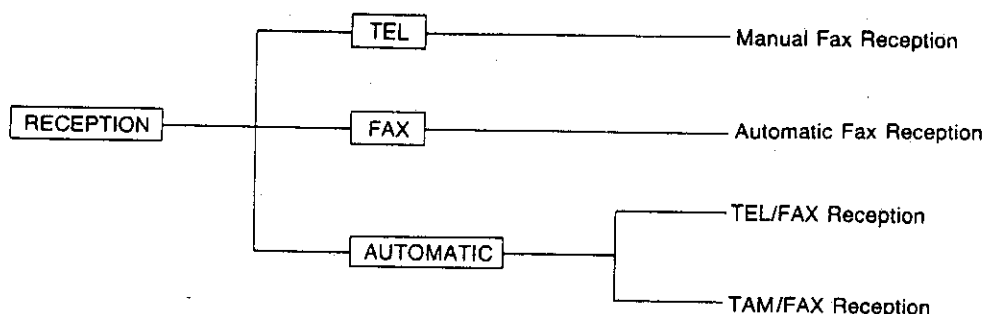 TEL
Manual Fax Reception
RECEPTION
FAX
Automatic Fax Reception
TEL/FAX Reception
AUTOMATIC
TAM/FAX Reception